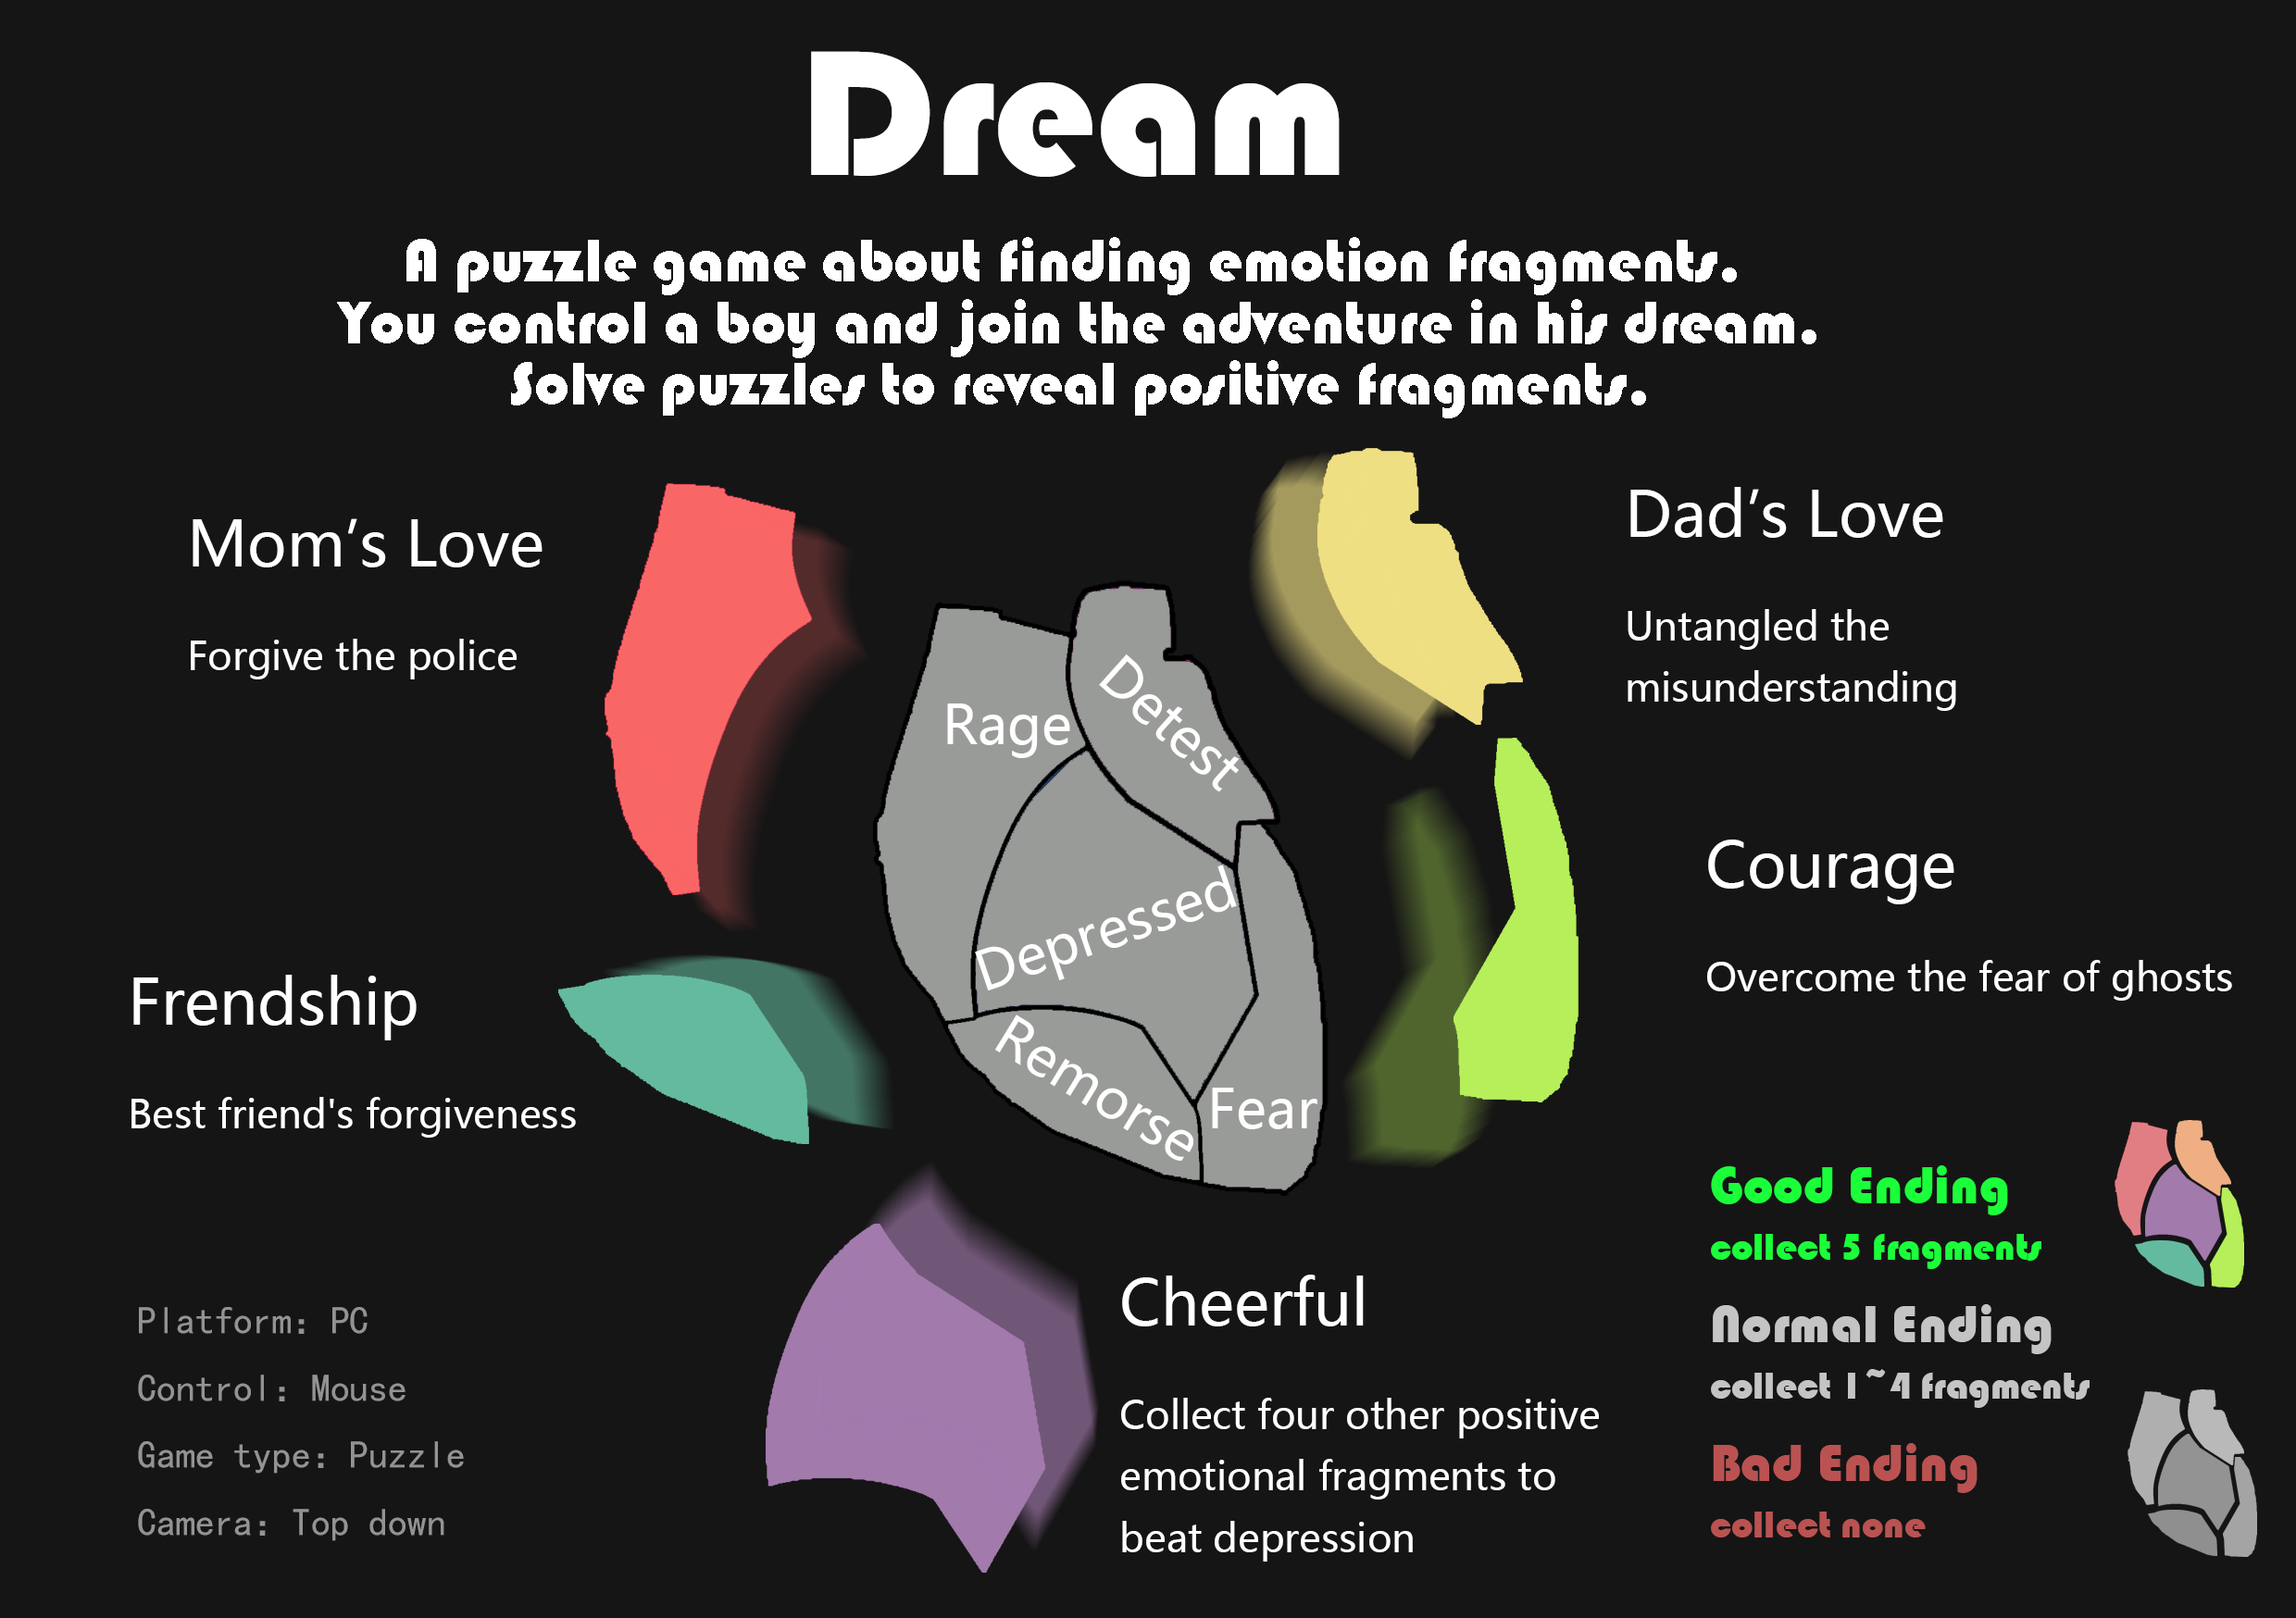 Dream
A puzzle game about finding emotion fragments.
You control a boy and join the adventure in his dream.
Solve puzzles to reveal positive fragments.
Mom's Love
Forgive the police
Dad's Love
Untangled the
misunderstanding
Rage
Detest
Depressed
Remorse
Fear
Courage
Overcome the fear of ghosts
Frendship
Best friend's forgiveness
Cheerful
Collect four other positive
emotional fragments to
beat depression
Good Ending
collect 5 fragments
Normal Ending
collect 1~4 fragments
Bad Ending
collect none
Platform: PC
Control: Mouse
Game type: Puzzle
Camera: Top down